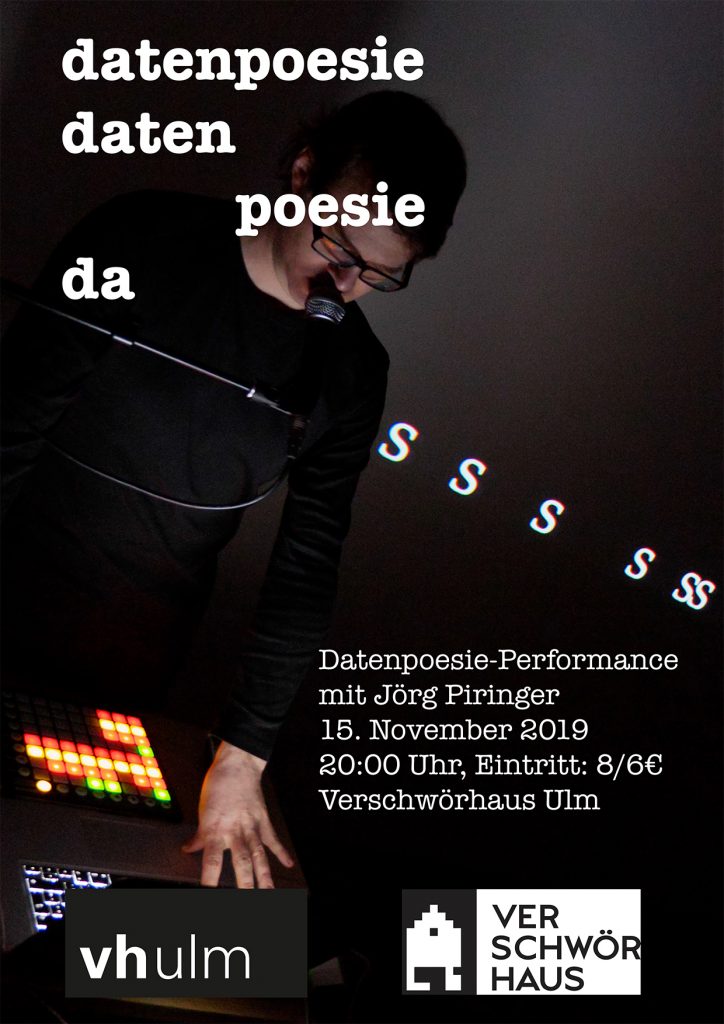 datenpoesie
daten
poesie
da
s s s s ss
Datenpoesie-Performance
mit Jörg Piringer
15. November 2019
20:00 Uhr, Eintritt: 8/6€
Verschwörhaus Ulm
vhulm
VER
SCHWÖR
HAUS